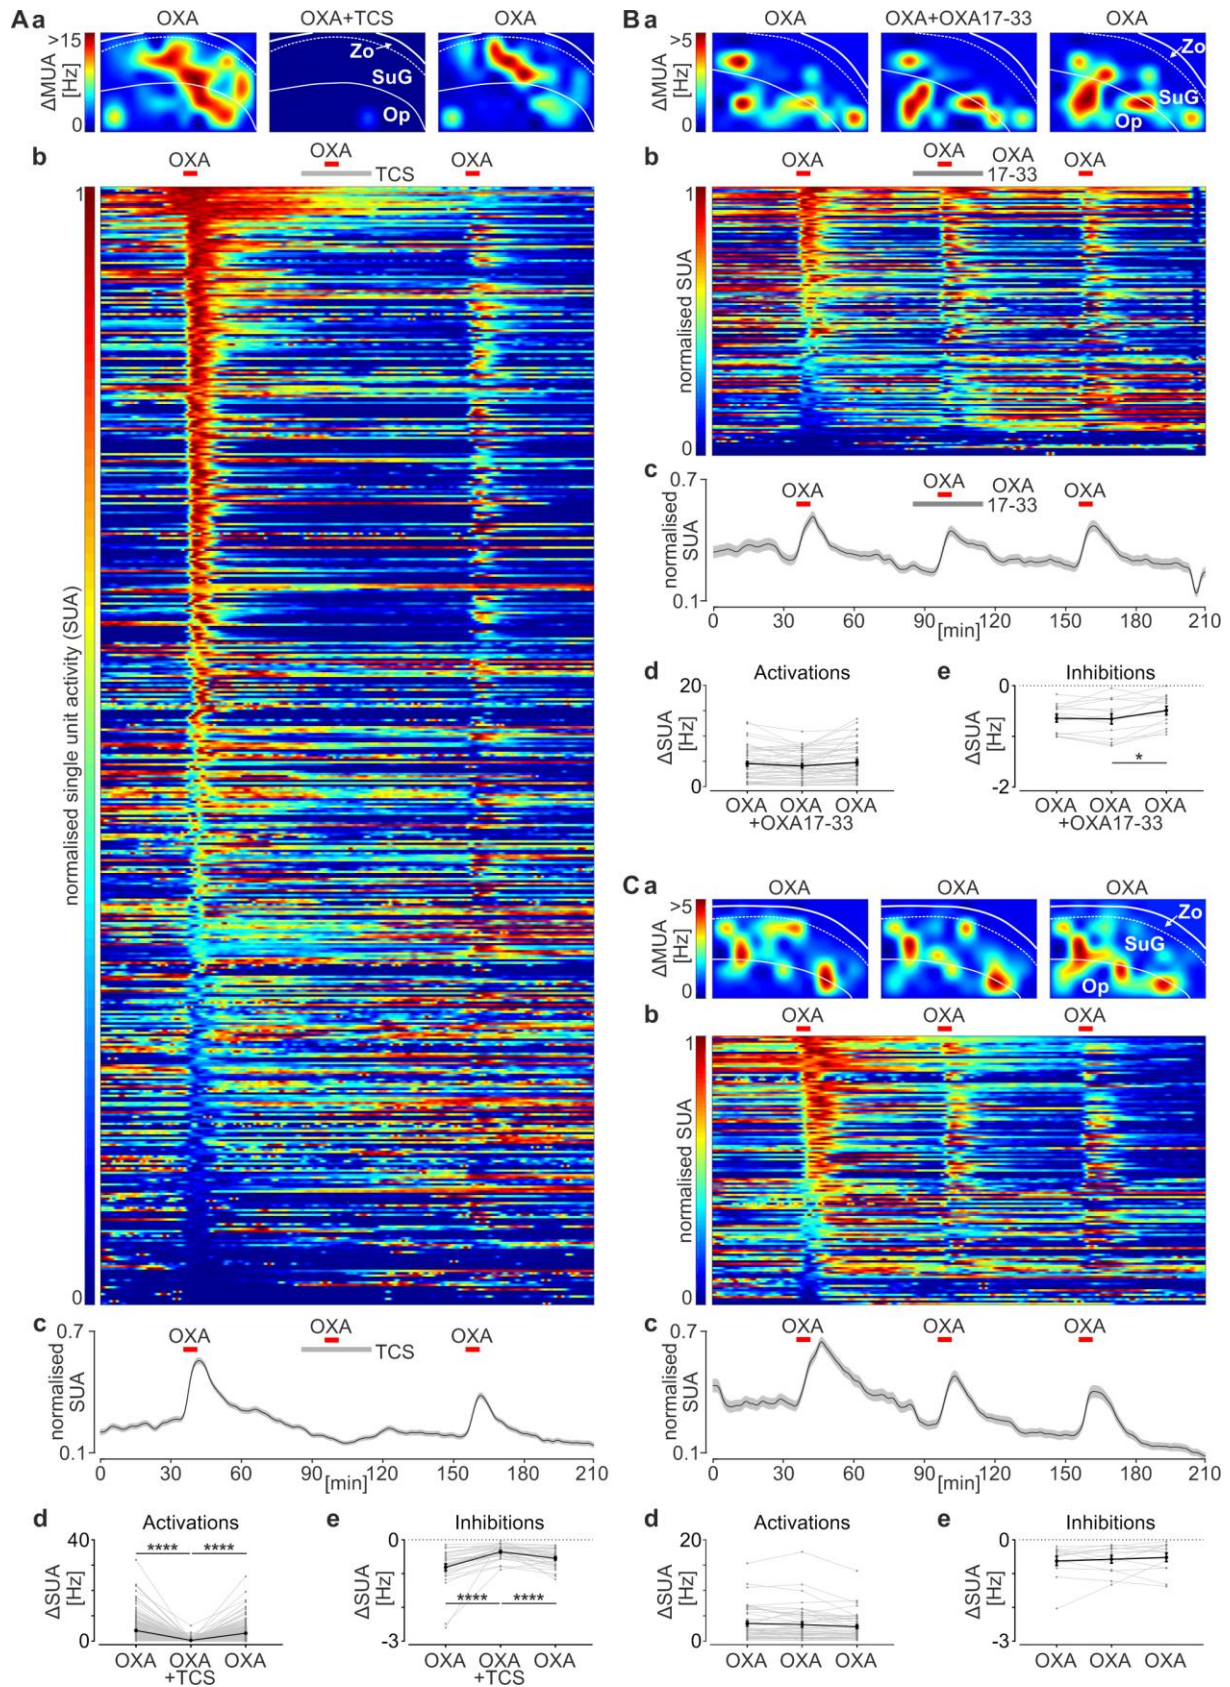 A a
OXA
OXA+TCS
OXA
ΔMUA
[Hz]
>15
0
Zo
SuG
Op
b
OXA
OXA
TCS
OXA
normalised single unit activity (SUA)
1
0
c
normalised
SUA
0.7
0.1
OXA
OXA
TCS
OXA
0 30 60 90 [min] 120 150 180 210
d
Activations
ΔSUA
[Hz]
40
0
**** ****
OXA OXA OXA
+TCS
e
Inhibitions
ΔSUA
[Hz]
0
-3
**** ****
OXA OXA OXA
+TCS
B a
OXA
OXA+OXA17-33
OXA
ΔMUA
[Hz]
>5
0
Zo
SuG
Op
b
OXA
OXA
OXA
17-33
OXA
normalised SUA
1
0
c
normalised
SUA
0.7
0.1
OXA
OXA
OXA
17-33
OXA
0 30 60 90 [min] 120 150 180 210
d
Activations
ΔSUA
[Hz]
20
0
OXA OXA OXA
+OXA17-33
e
Inhibitions
ΔSUA
[Hz]
0
-2
*
OXA OXA OXA
+OXA17-33
C a
OXA
OXA
OXA
ΔMUA
[Hz]
>5
0
Zo
SuG
Op
b
OXA
OXA
OXA
normalised SUA
1
0
c
normalised
SUA
0.7
0.1
OXA
OXA
OXA
0 30 60 90 [min] 120 150 180 210
d
Activations
ΔSUA
[Hz]
20
0
OXA OXA OXA
e
Inhibitions
ΔSUA
[Hz]
0
-3
OXA OXA OXA